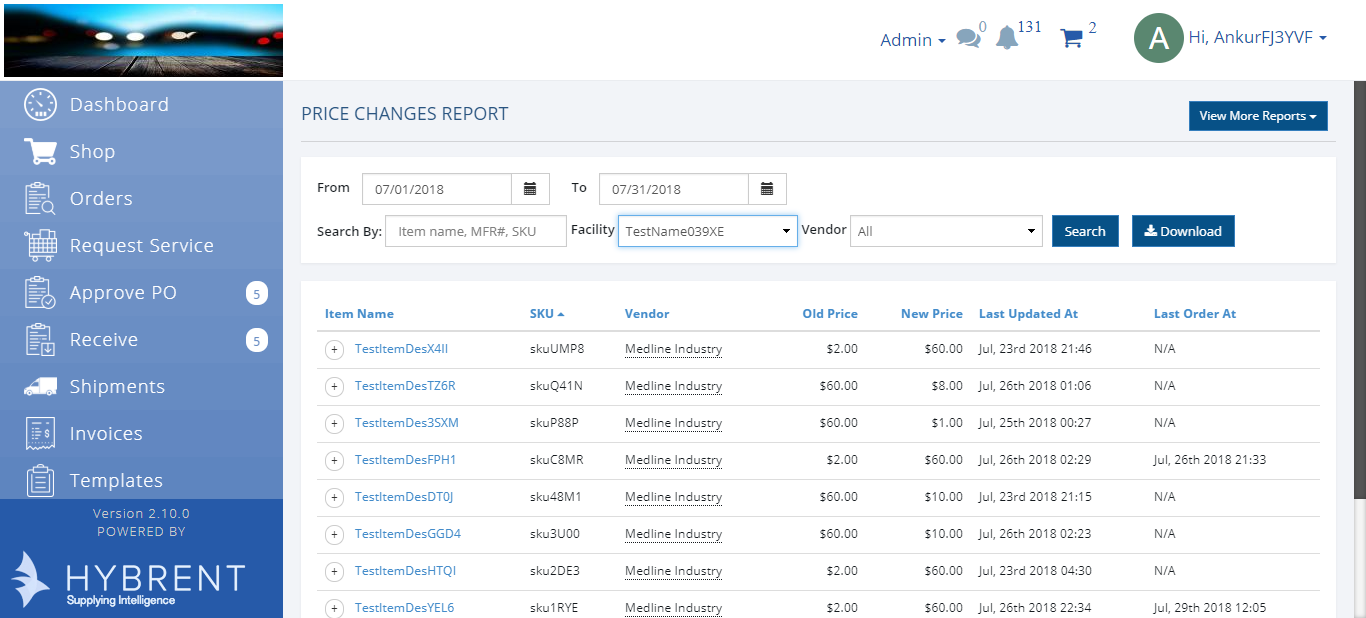 Admin 0 131 2 A Hi, AnkurFJ3YVF
Dashboard
Shop
Orders
Request Service
Approve PO 5
Receive 5
Shipments
Invoices
Templates
Version 2.10.0
POWERED BY
HYBRENT
Supplying Intelligence
PRICE CHANGES REPORT View More Reports
From 07/01/2018 To 07/31/2018
Search By: Item name, MFR#, SKU Facility TestName039XE Vendor All Search Download
Item Name SKU Vendor Old Price New Price Last Updated At Last Order At
+ TestItemDesX4II skuUMP8 Medline Industry $2.00 $60.00 Jul, 23rd 2018 21:46 N/A
+ TestItemDesTZ6R skuQ41N Medline Industry $60.00 $8.00 Jul, 26th 2018 01:06 N/A
+ TestItemDes3SXM skuP88P Medline Industry $60.00 $1.00 Jul, 25th 2018 00:27 N/A
+ TestItemDesFPH1 skuC8MR Medline Industry $2.00 $60.00 Jul, 26th 2018 02:29 Jul, 26th 2018 21:33
+ TestItemDesDT0J sku48M1 Medline Industry $60.00 $10.00 Jul, 23rd 2018 21:15 N/A
+ TestItemDesGGD4 sku3U00 Medline Industry $60.00 $10.00 Jul, 26th 2018 02:23 N/A
+ TestItemDesHTQI sku2DE3 Medline Industry $2.00 $60.00 Jul, 23rd 2018 04:30 N/A
+ TestItemDesYEL6 sku1RYE Medline Industry $2.00 $60.00 Jul, 26th 2018 22:34 Jul, 29th 2018 12:05